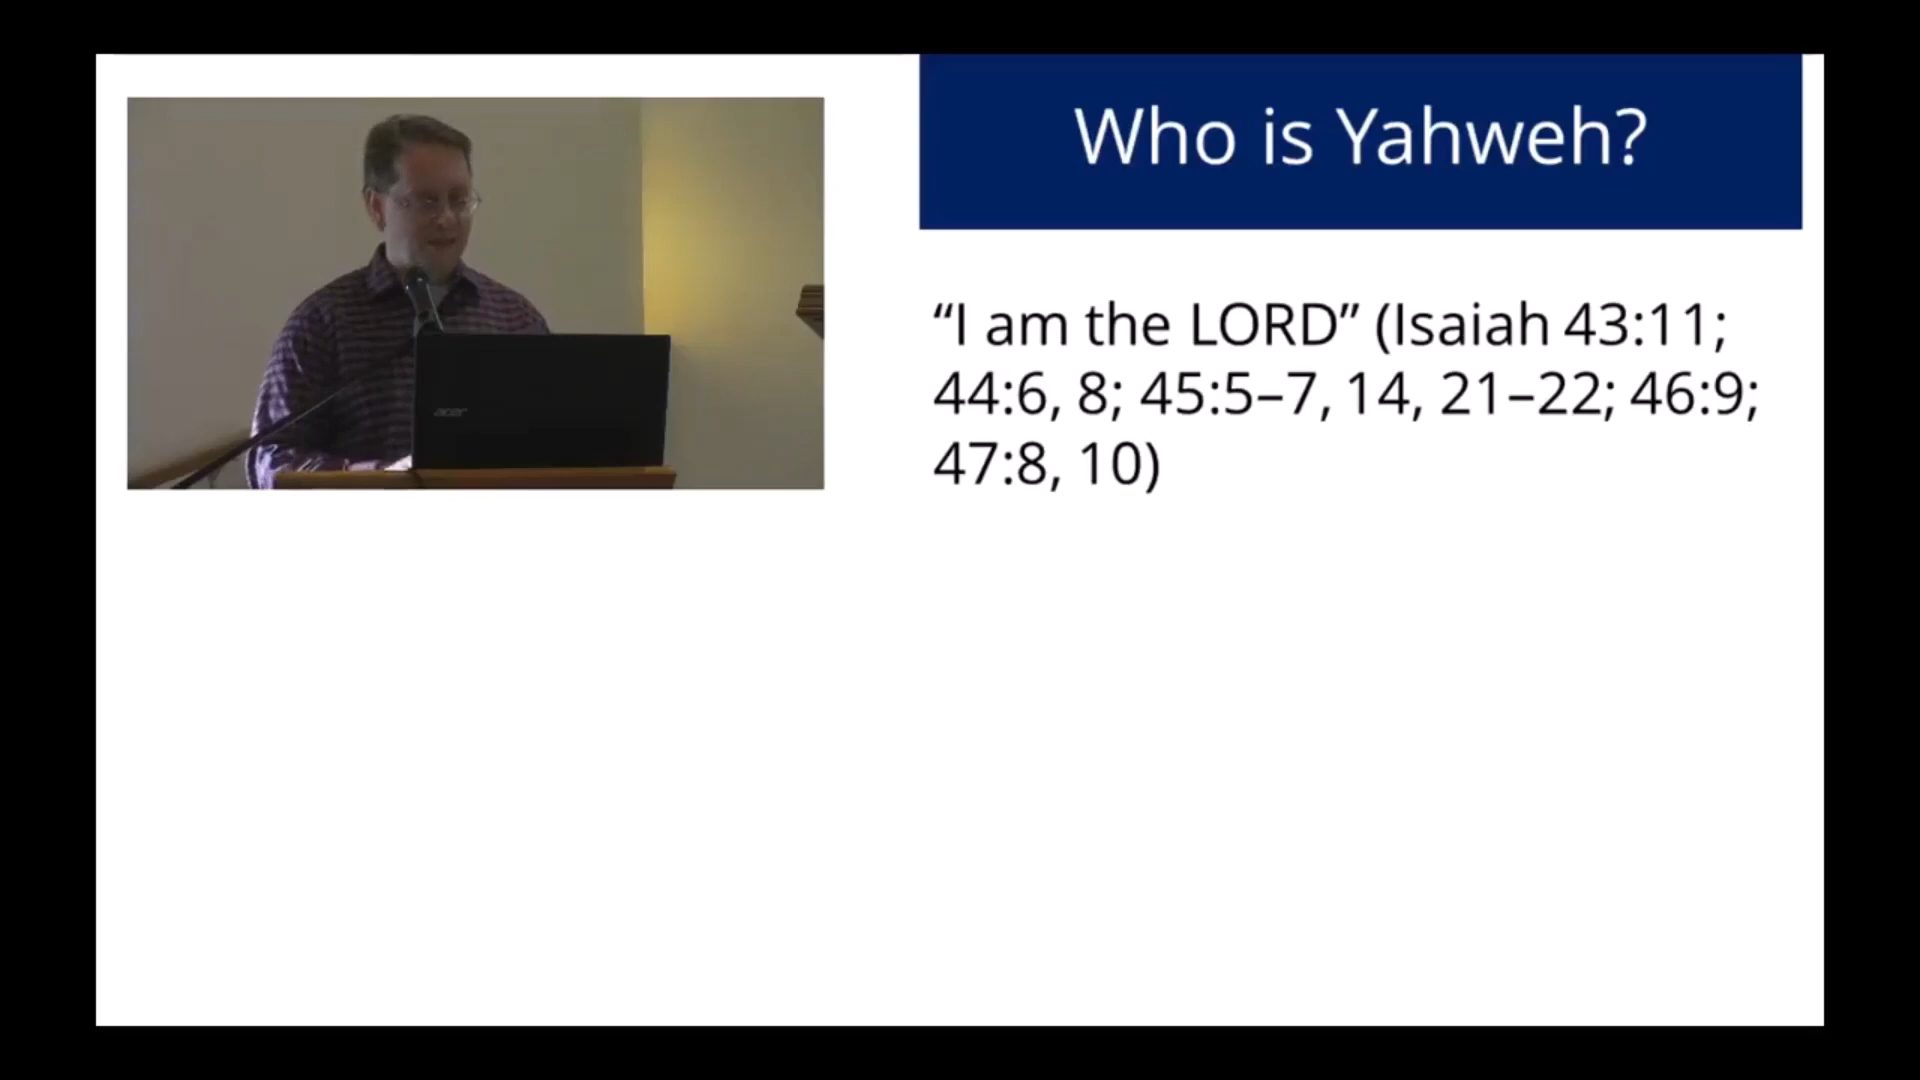 Who is Yahweh?
“I am the LORD” (Isaiah 43:11;
44:6, 8; 45:5–7, 14, 21–22; 46:9;
47:8, 10)
acer